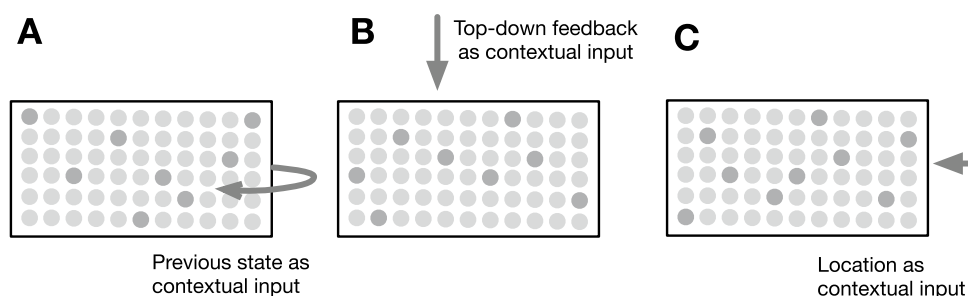 A
B
Top-down feedback
as contextual input
C
Previous state as
contextual input
Location as
contextual input